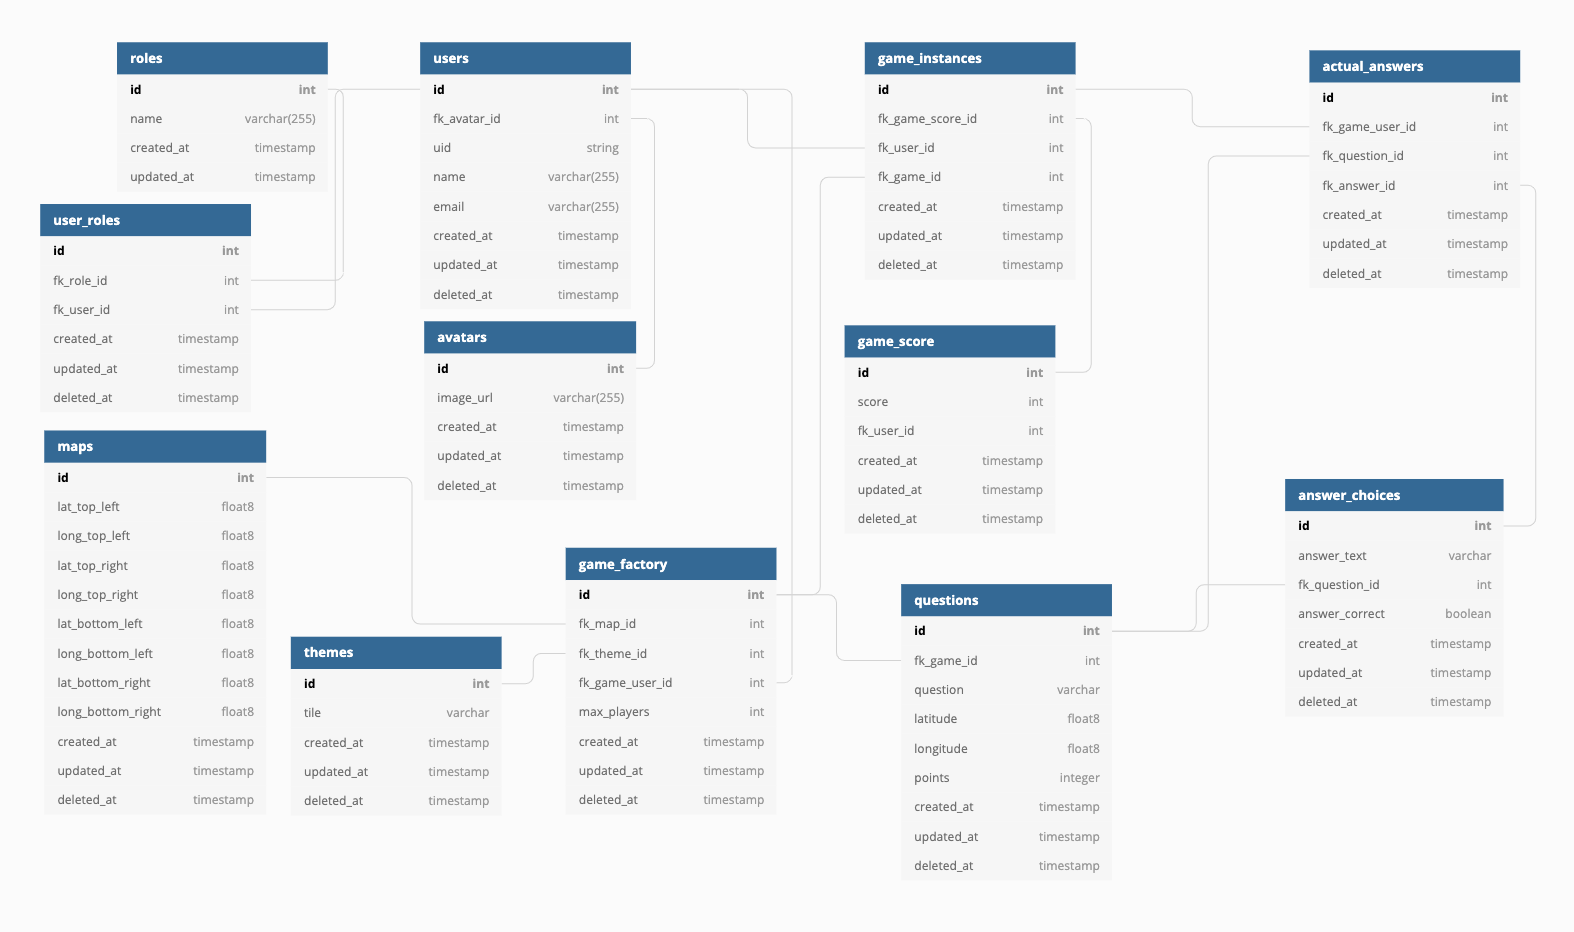 roles
id int
name varchar(255)
created_at timestamp
updated_at timestamp
user_roles
id int
fk_role_id int
fk_user_id int
created_at timestamp
updated_at timestamp
deleted_at timestamp
maps
id int
lat_top_left float8
long_top_left float8
lat_top_right float8
long_top_right float8
lat_bottom_left float8
long_bottom_left float8
lat_bottom_right float8
long_bottom_right float8
created_at timestamp
updated_at timestamp
deleted_at timestamp
users
id int
fk_avatar_id int
uid string
name varchar(255)
email varchar(255)
created_at timestamp
updated_at timestamp
deleted_at timestamp
avatars
id int
image_url varchar(255)
created_at timestamp
updated_at timestamp
deleted_at timestamp
themes
id int
tile varchar
created_at timestamp
updated_at timestamp
deleted_at timestamp
game_factory
id int
fk_map_id int
fk_theme_id int
fk_game_user_id int
max_players int
created_at timestamp
updated_at timestamp
deleted_at timestamp
game_instances
id int
fk_game_score_id int
fk_user_id int
fk_game_id int
created_at timestamp
updated_at timestamp
deleted_at timestamp
game_score
id int
score int
fk_user_id int
created_at timestamp
updated_at timestamp
deleted_at timestamp
questions
id int
fk_game_id int
question varchar
latitude float8
longitude float8
points integer
created_at timestamp
updated_at timestamp
deleted_at timestamp
actual_answers
id int
fk_game_user_id int
fk_question_id int
fk_answer_id int
created_at timestamp
updated_at timestamp
deleted_at timestamp
answer_choices
id int
answer_text varchar
fk_question_id int
answer_correct boolean
created_at timestamp
updated_at timestamp
deleted_at timestamp